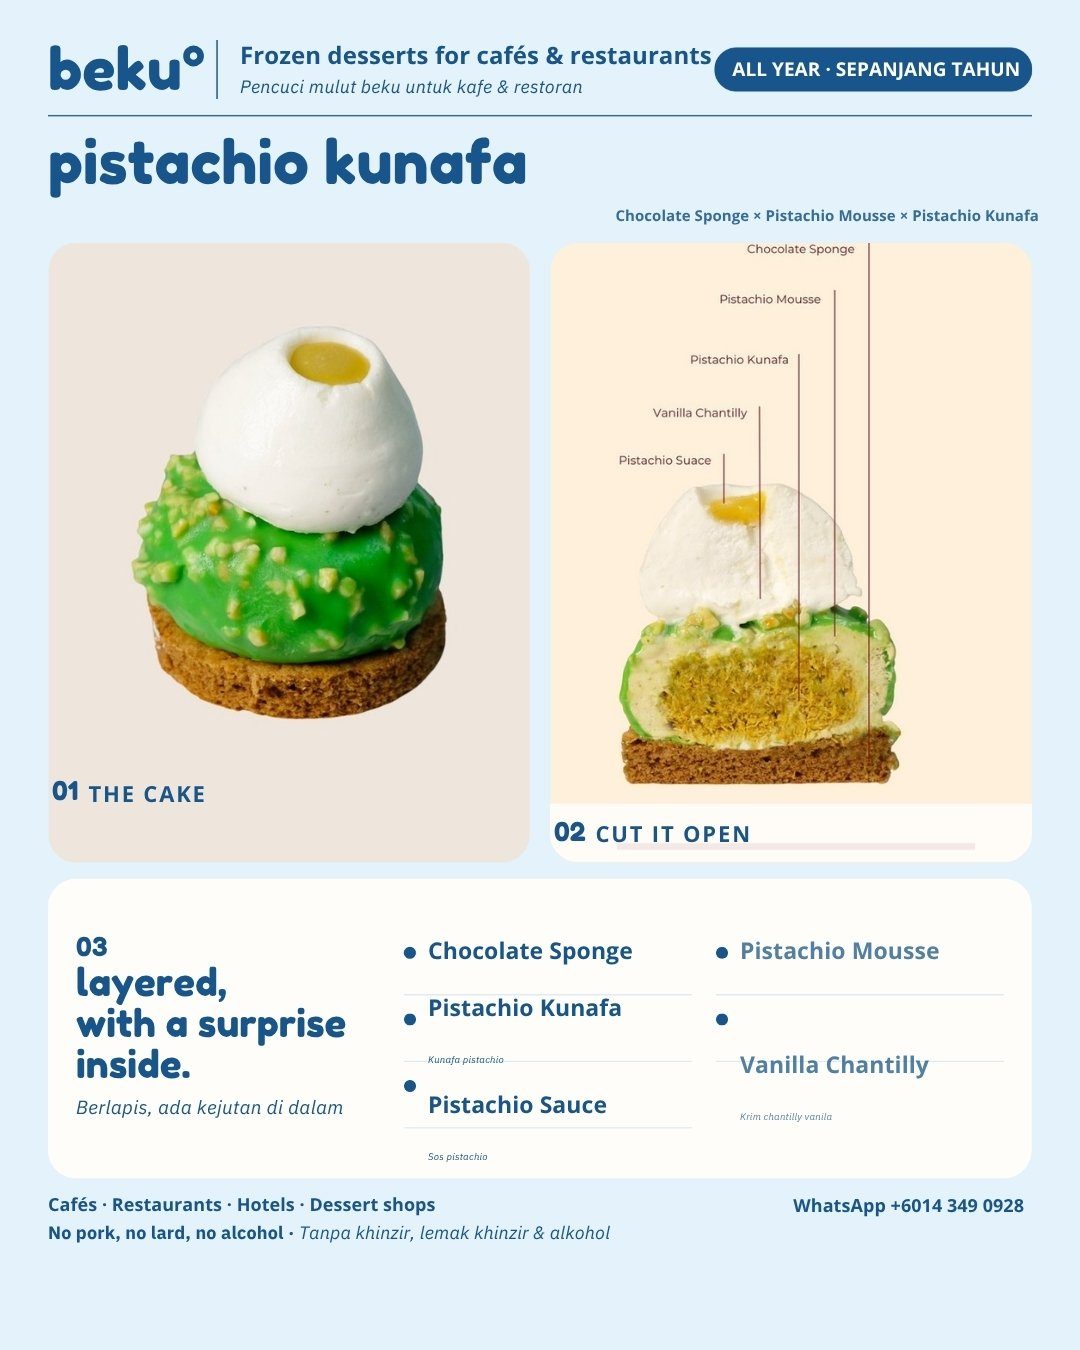 beku°
Frozen desserts for cafés & restaurants
Pencuci mulut beku untuk kafe & restoran
ALL YEAR · SEPANJANG TAHUN
pistachio kunafa
Chocolate Sponge × Pistachio Mousse × Pistachio Kunafa
01 THE CAKE
Chocolate Sponge
Pistachio Mousse
Pistachio Kunafa
Vanilla Chantilly
Pistachio Suace
02 CUT IT OPEN
03
layered,
with a surprise
inside.
Berlapis, ada kejutan di dalam
Chocolate Sponge
Pistachio Kunafa
Kunafa pistachio
Pistachio Sauce
Sos pistachio
Pistachio Mousse
Vanilla Chantilly
Krim chantilly vanila
Cafés · Restaurants · Hotels · Dessert shops
WhatsApp +6014 349 0928
No pork, no lard, no alcohol · Tanpa khinzir, lemak khinzir & alkohol